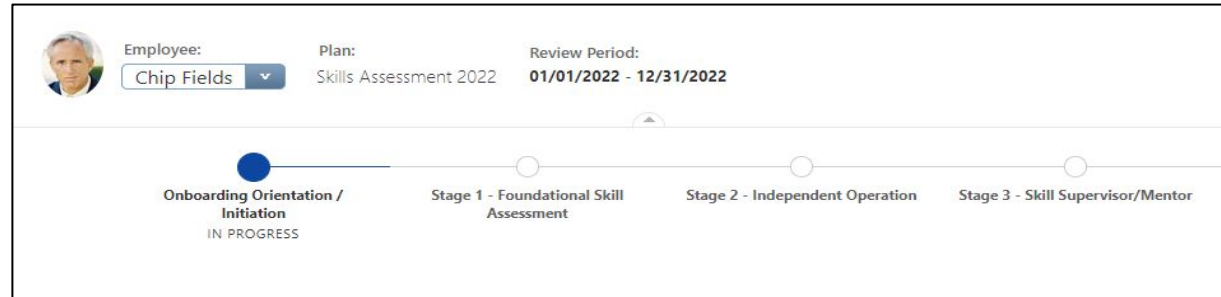 Employee:
Plan:
Review Period:
Chip Fields
Skills Assessment 2022
01/01/2022 - 12/31/2022
Onboarding Orientation /
Initiation
IN PROGRESS
Stage 1 - Foundational Skill
Assessment
Stage 2 - Independent Operation
Stage 3 - Skill Supervisor/Mentor